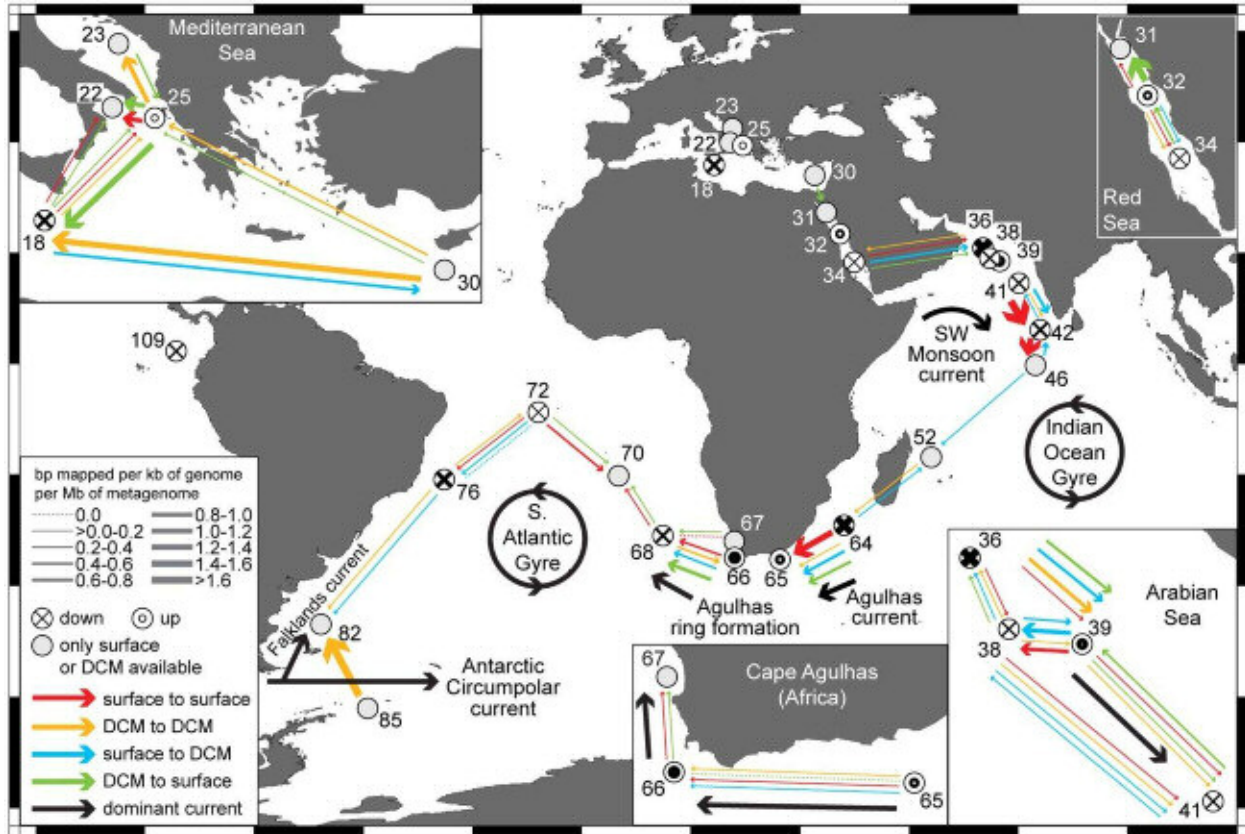 Mediterranean
Sea
23
22
25
18
30
23
25
22
18
30
31
32
34
36
38
39
41
42
46
SW
Monsoon
current
31
32
34
Red
Sea
109
72
70
52
Indian
Ocean
Gyre
76
S.
Atlantic
Gyre
67
68
66
65
64
Agulhas
ring formation
Agulhas
current
Falklands current
82
85
Antarctic
Circumpolar
current
bp mapped per kb of genome
per Mb of metagenome
0.0
>0.0-0.2
0.2-0.4
0.4-0.6
0.6-0.8
0.8-1.0
1.0-1.2
1.2-1.4
1.4-1.6
>1.6
down
up
only surface
or DCM available
surface to surface
DCM to DCM
surface to DCM
DCM to surface
dominant current
67
Cape Agulhas
(Africa)
66
65
36
Arabian
Sea
39
38
41